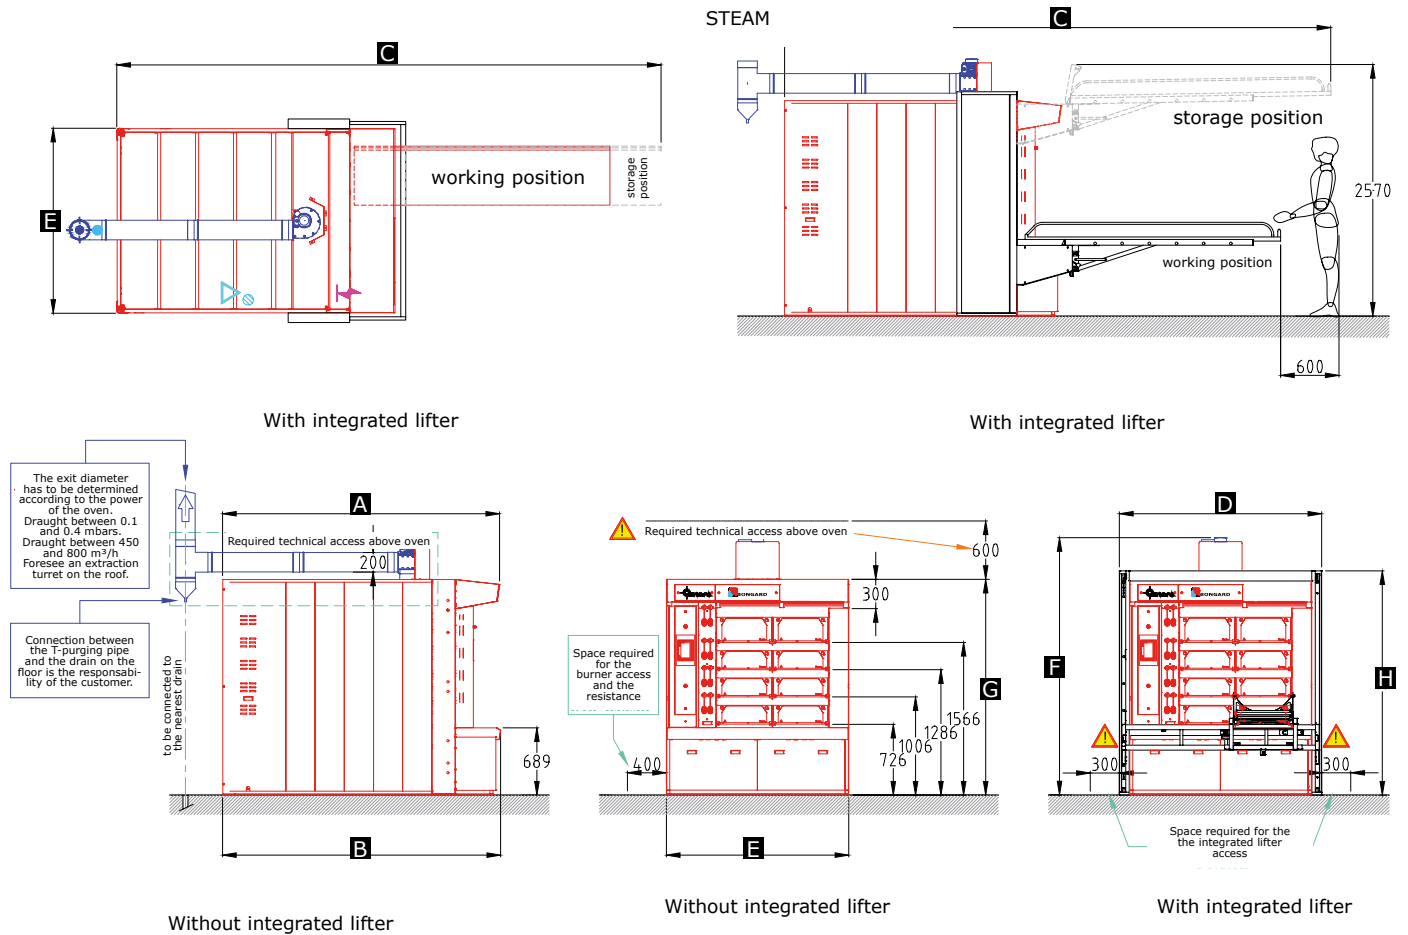 STEAM
C
C
E
working position
storage
position
storage position
working position
2570
600
With integrated lifter
With integrated lifter
The exit diameter
has to be determined
according to the power
of the oven.
Draught between 0.1
and 0.4 mbars.
Draught between 450
and 800 m³/h
Foresee an extraction
turret on the roof.
Connection between
the T-purging pipe
and the drain on the
floor is the responsabi-
lity of the customer.
to be connected to
the nearest drain
A
Required technical access above oven
200
689
B
Without integrated lifter
Required technical access above oven
600
300
BONGARD
Space required
for the
burner access
and the
resistance
400
726
1006
1286
1566
G
E
Without integrated lifter
D
F
H
BONGARD
300
300
Space required for the
the integrated lifter
access
With integrated lifter